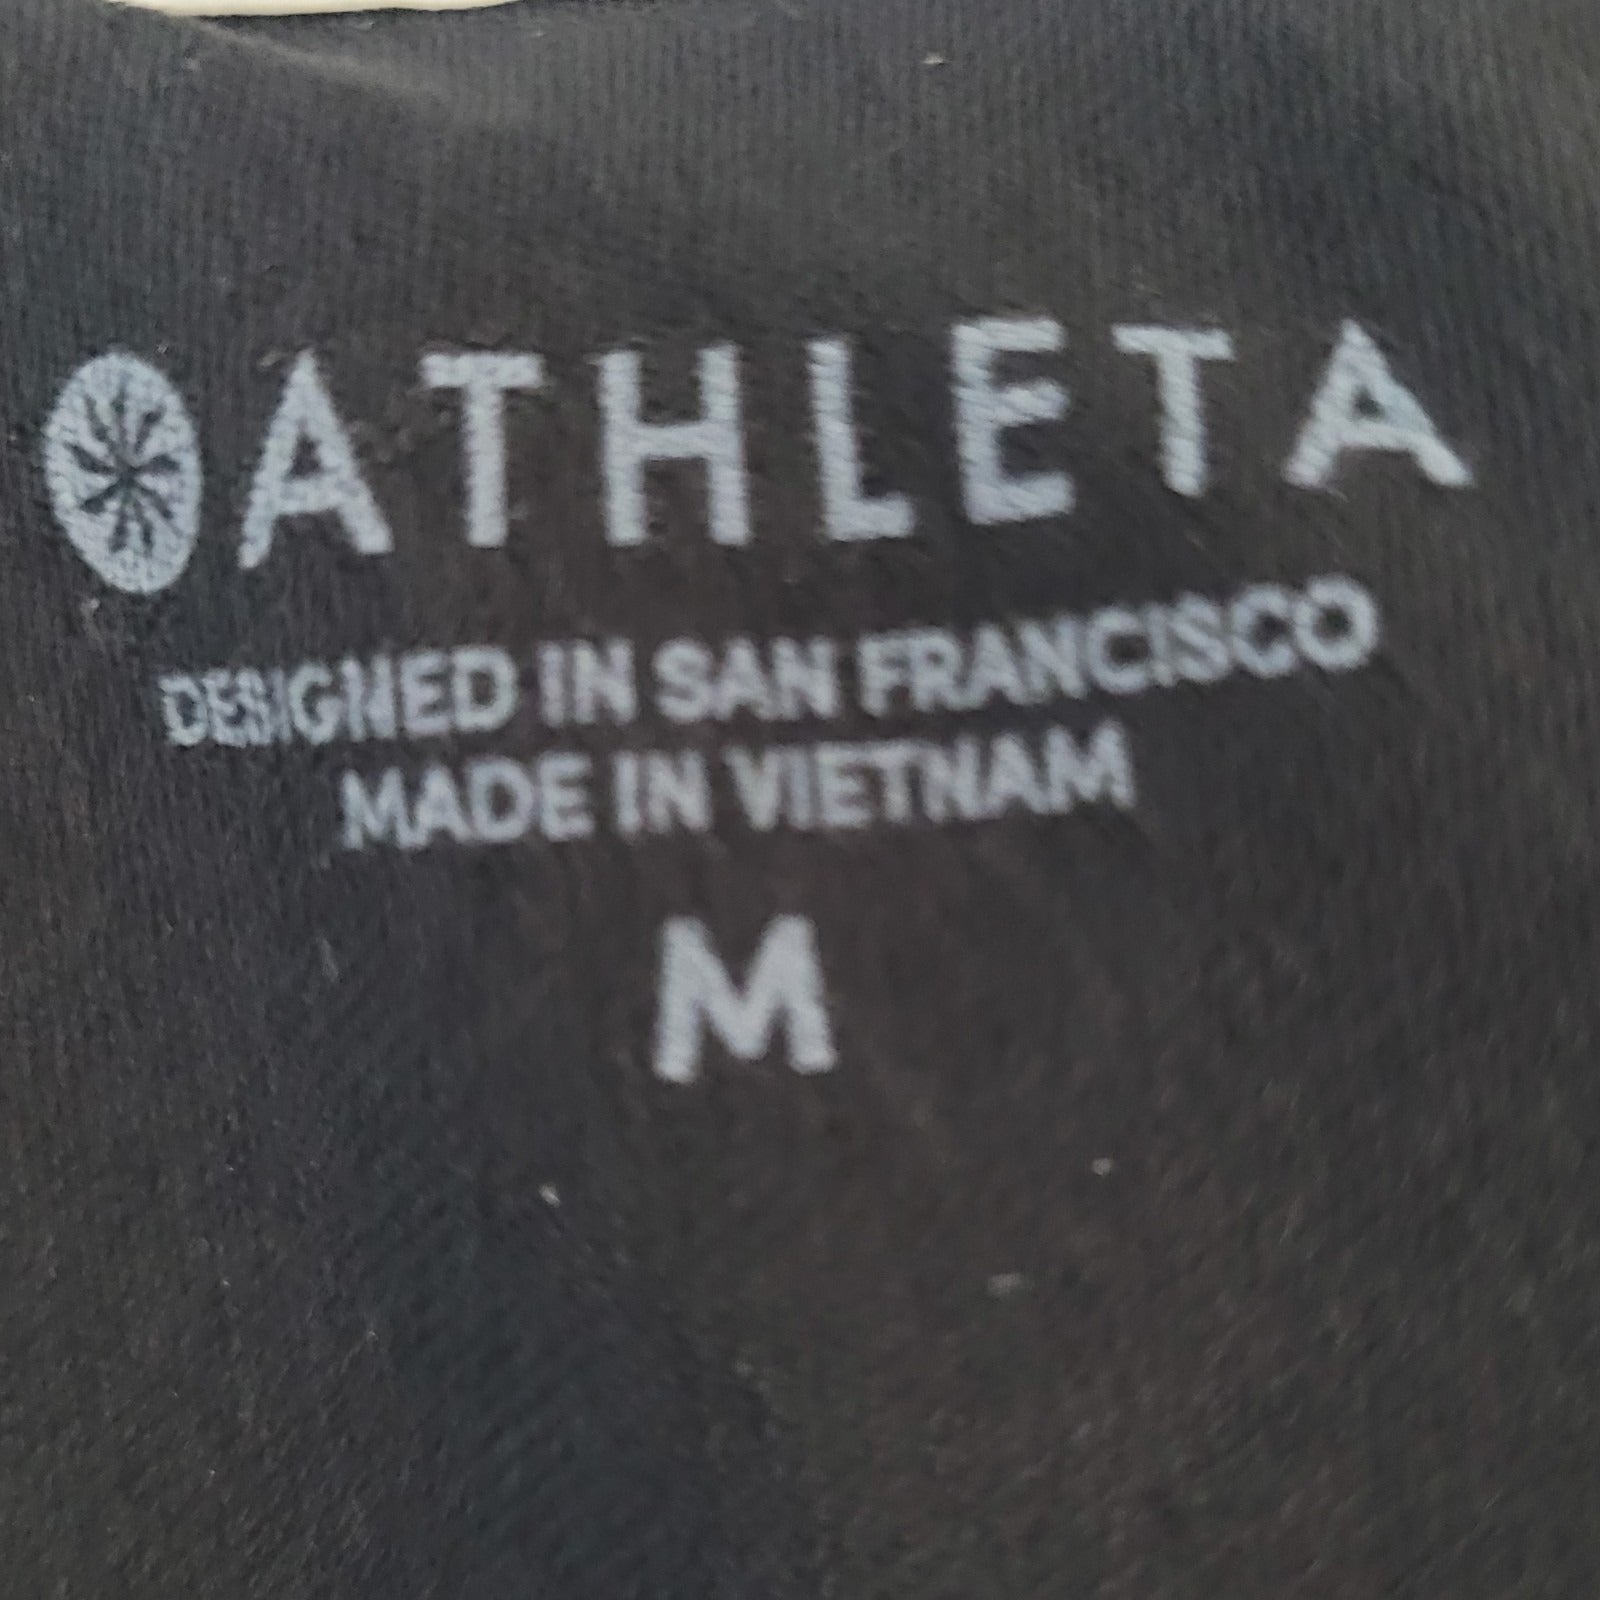 ATHLETA
DESIGNED IN SAN FRANCISCO
MADE IN VIETNAM
M